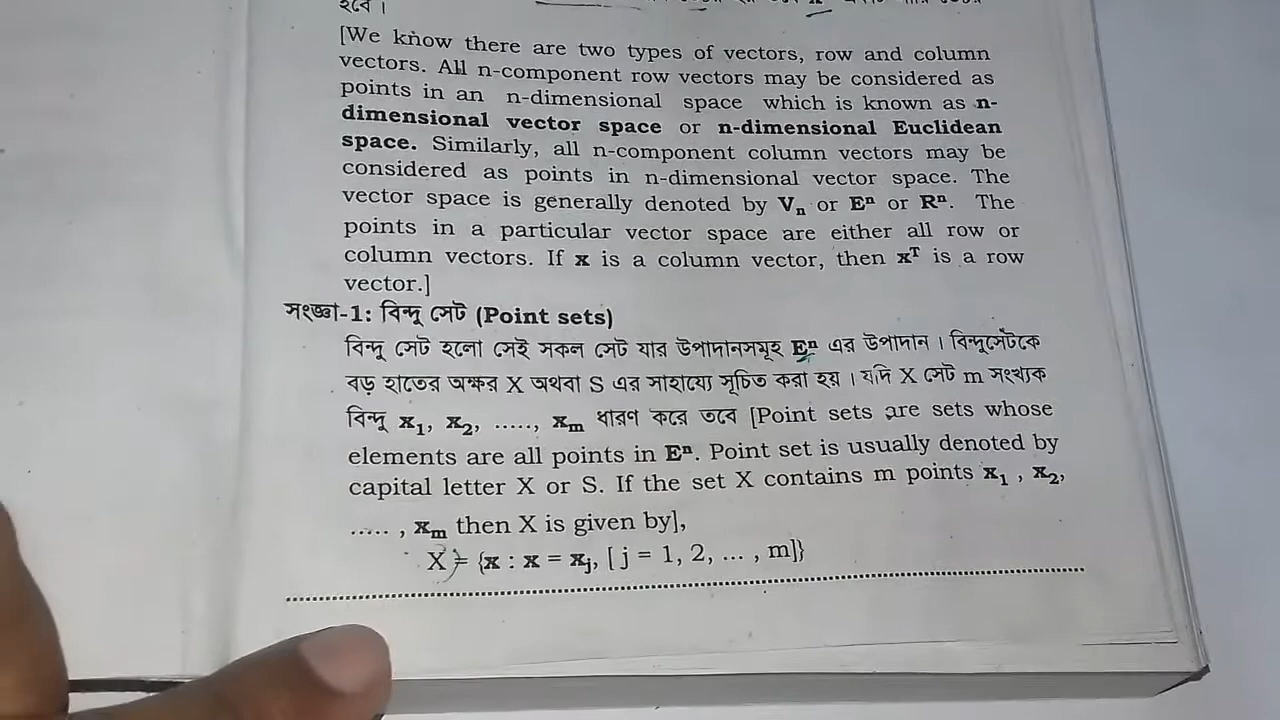 হবে ।
[We know there are two types of vectors, row and column
vectors. All n-component row vectors may be considered as
points in an n-dimensional space which is known as n-
dimensional vector space or n-dimensional Euclidean
space. Similarly, all n-component column vectors may be
considered as points in n-dimensional vector space. The
vector space is generally denoted by Vₙ or Eⁿ or Rⁿ. The
points in a particular vector space are either all row or
column vectors. If x is a column vector, then xᵀ is a row
vector.]
সংজ্ঞা-1: বিন্দু সেট (Point sets)
বিন্দু সেট হলো সেই সকল সেট যার উপাদানসমূহ Eⁿ এর উপাদান । বিন্দুসেটকে
বড় হাতের অক্ষর X অথবা S এর সাহায্যে সূচিত করা হয় । যদি X সেট m সংখ্যক
বিন্দু x₁, x₂, ....., xₘ ধারণ করে তবে [Point sets are sets whose
elements are all points in Eⁿ. Point set is usually denoted by
capital letter X or S. If the set X contains m points x₁ , x₂,
..... , xₘ then X is given by],
X = {x : x = xⱼ, [ j = 1, 2, ... , m]}